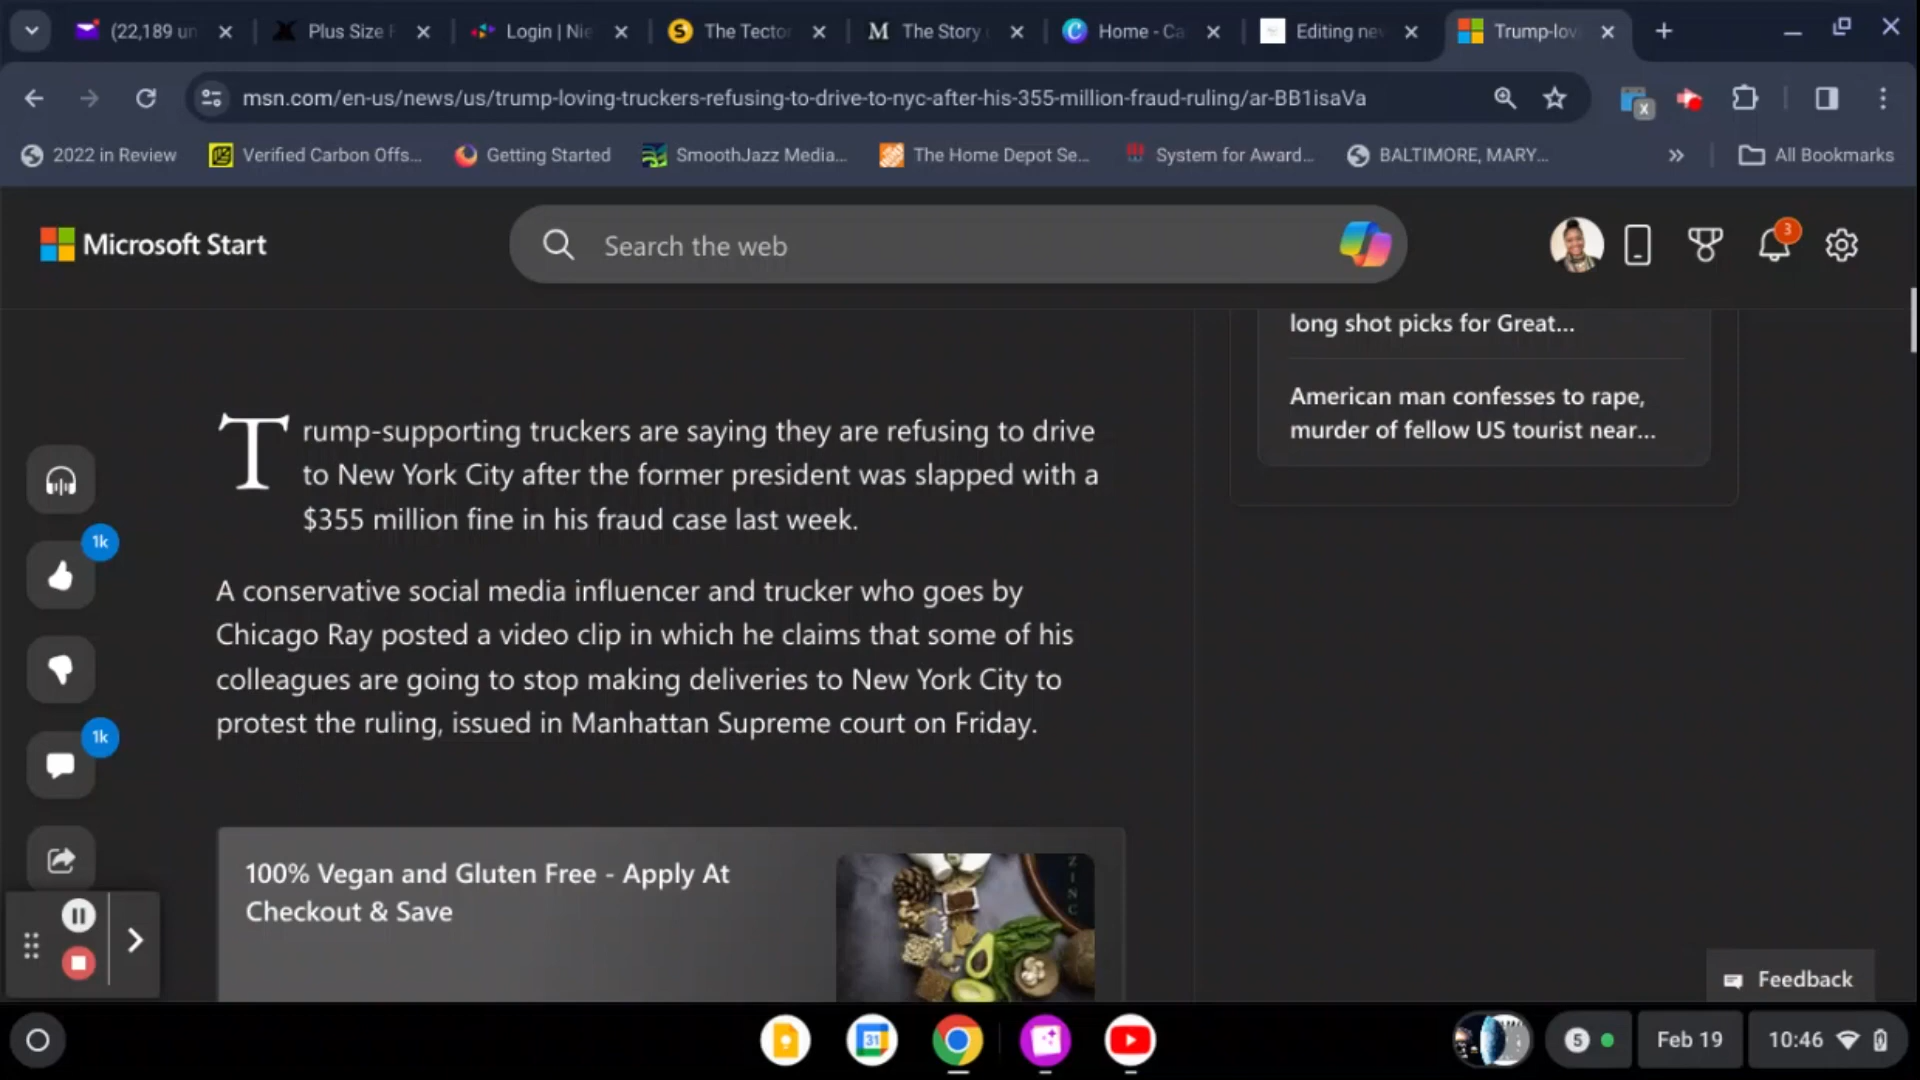 (22,189 un
Plus Size F
Login | Nie
The Tecto
The Story
Home - Ca
Editing ne
Trump-lov
msn.com/en-us/news/us/trump-loving-truckers-refusing-to-drive-to-nyc-after-his-355-million-fraud-ruling/ar-BB1isaVa
2022 in Review
Verified Carbon Offs...
Getting Started
SmoothJazz Media...
The Home Depot Se...
System for Award...
BALTIMORE, MARY...
All Bookmarks
Microsoft Start
Search the web
3
long shot picks for Great...
American man confesses to rape,
murder of fellow US tourist near...
Trump-supporting truckers are saying they are refusing to drive
to New York City after the former president was slapped with a
$355 million fine in his fraud case last week.
1k
A conservative social media influencer and trucker who goes by
Chicago Ray posted a video clip in which he claims that some of his
colleagues are going to stop making deliveries to New York City to
protest the ruling, issued in Manhattan Supreme court on Friday.
1k
100% Vegan and Gluten Free - Apply At
Checkout & Save
ZINC
Feedback
31
5
Feb 19
10:46